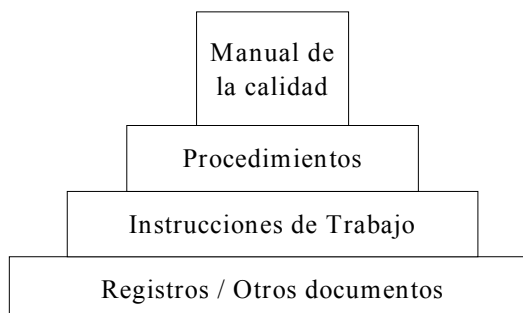 Manual de
la calidad
Procedimientos
Instrucciones de Trabajo
Registros / Otros documentos